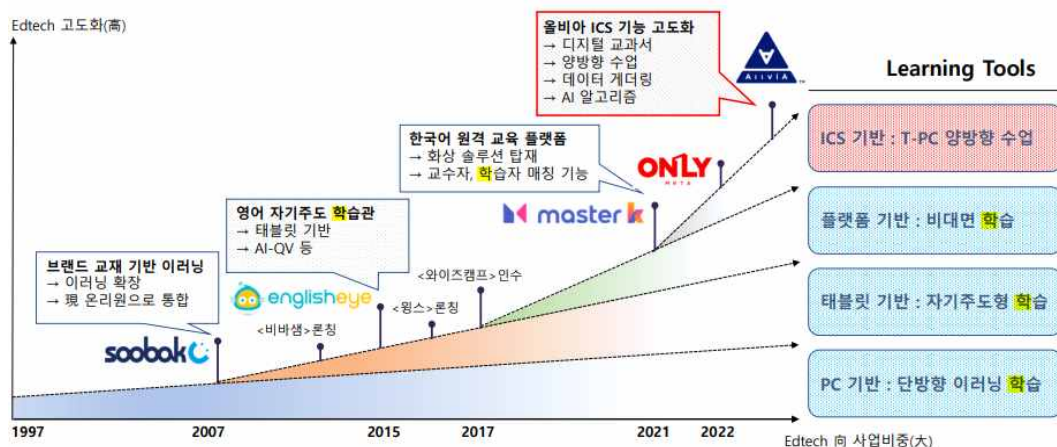 Edtech 고도화(高)
올비아 ICS 기능 고도화
→ 디지털 교과서
→ 양방향 수업
→ 데이터 게더링
→ AI 알고리즘
AllViA
TM
Learning Tools
ICS 기반 : T-PC 양방향 수업
한국어 원격 교육 플랫폼
→ 화상 솔루션 탑재
→ 교수자, 학습자 매칭 기능
ONLY
META
master k
플랫폼 기반 : 비대면 학습
영어 자기주도 학습관
→ 태블릿 기반
→ AI-QV 등
브랜드 교재 기반 이러닝
→ 이러닝 확장
→ 現 온리원으로 통합
englisheye
<와이즈캠프> 인수
<윙스> 론칭
<비바샘> 론칭
soobakc
태블릿 기반 : 자기주도형 학습
PC 기반 : 단방향 이러닝 학습
1997
2007
2015
2017
2021
2022
Edtech 向 사업비중(大)